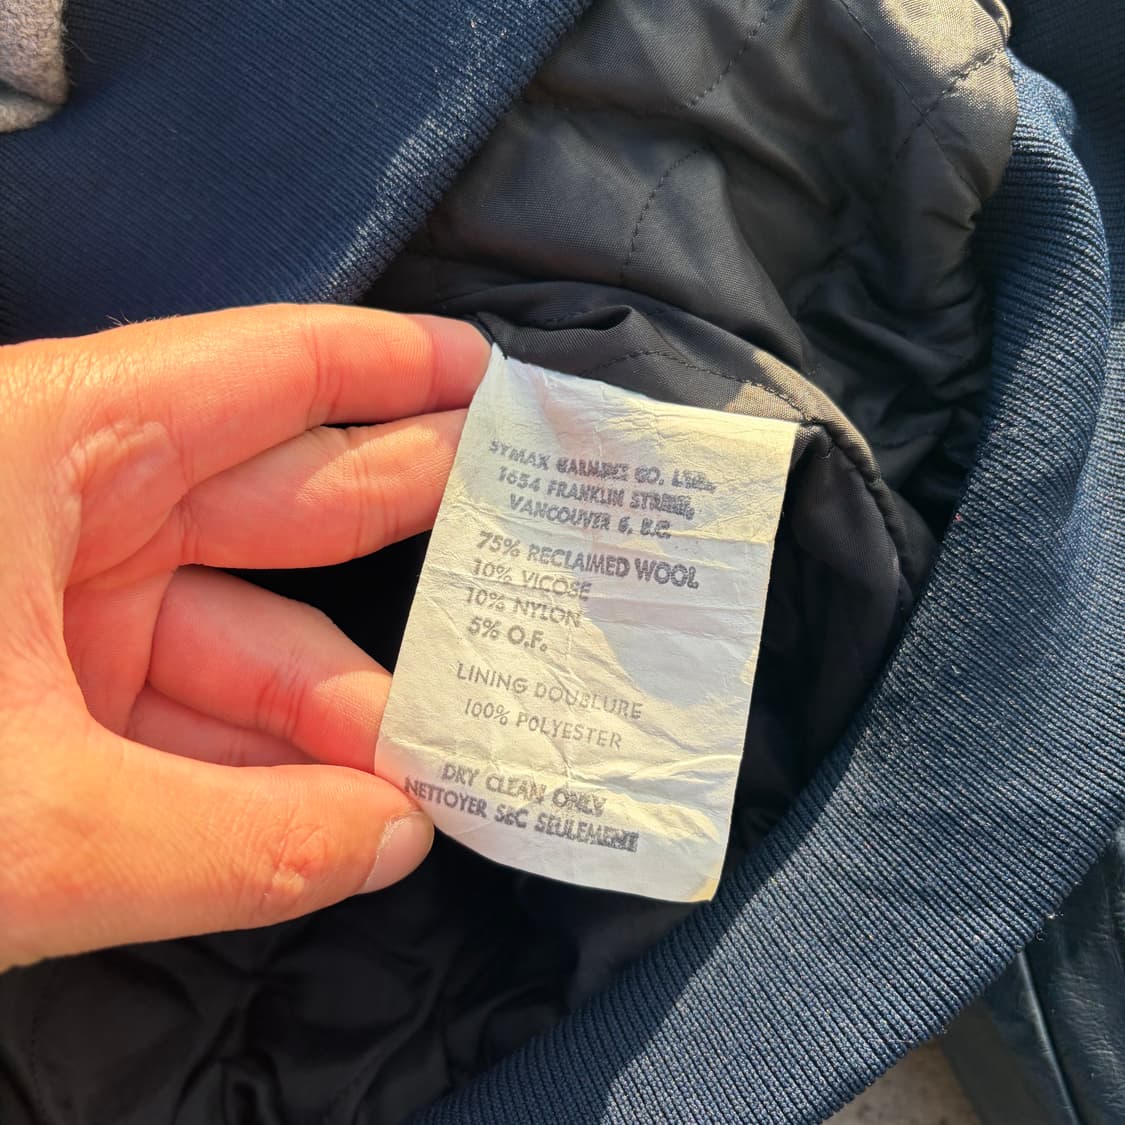 SYMAX GARMENT CO. LTD.
1654 FRANKLIN STREET,
VANCOUVER 6, B.C.
75% RECLAIMED WOOL
10% VICOSE
10% NYLON
5% O.F.
LINING DOUBLURE
100% POLYESTER
DRY CLEAN ONLY
NETTOYER SEC SEULEMENT